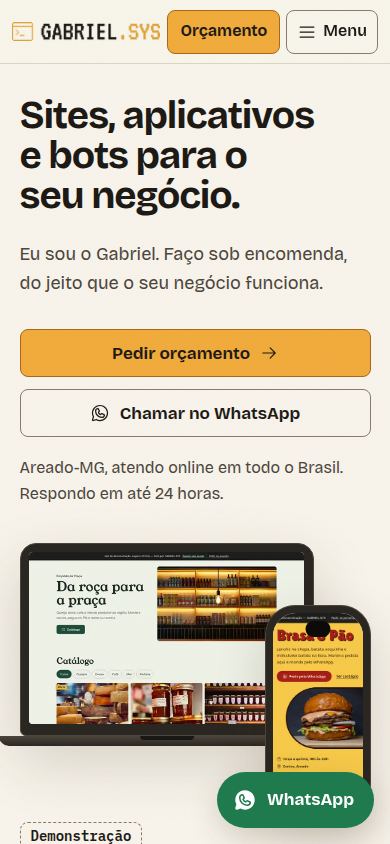 GABRIEL.SYS
Orçamento
Menu
Sites, aplicativos
e bots para o
seu negócio.
Eu sou o Gabriel. Faço sob encomenda,
do jeito que o seu negócio funciona.
Pedir orçamento
Chamar no WhatsApp
Areado-MG, atendo online em todo o Brasil.
Respondo em até 24 horas.
Da roça para
a praça
Catálogo
Pão
WhatsApp
Demonstração